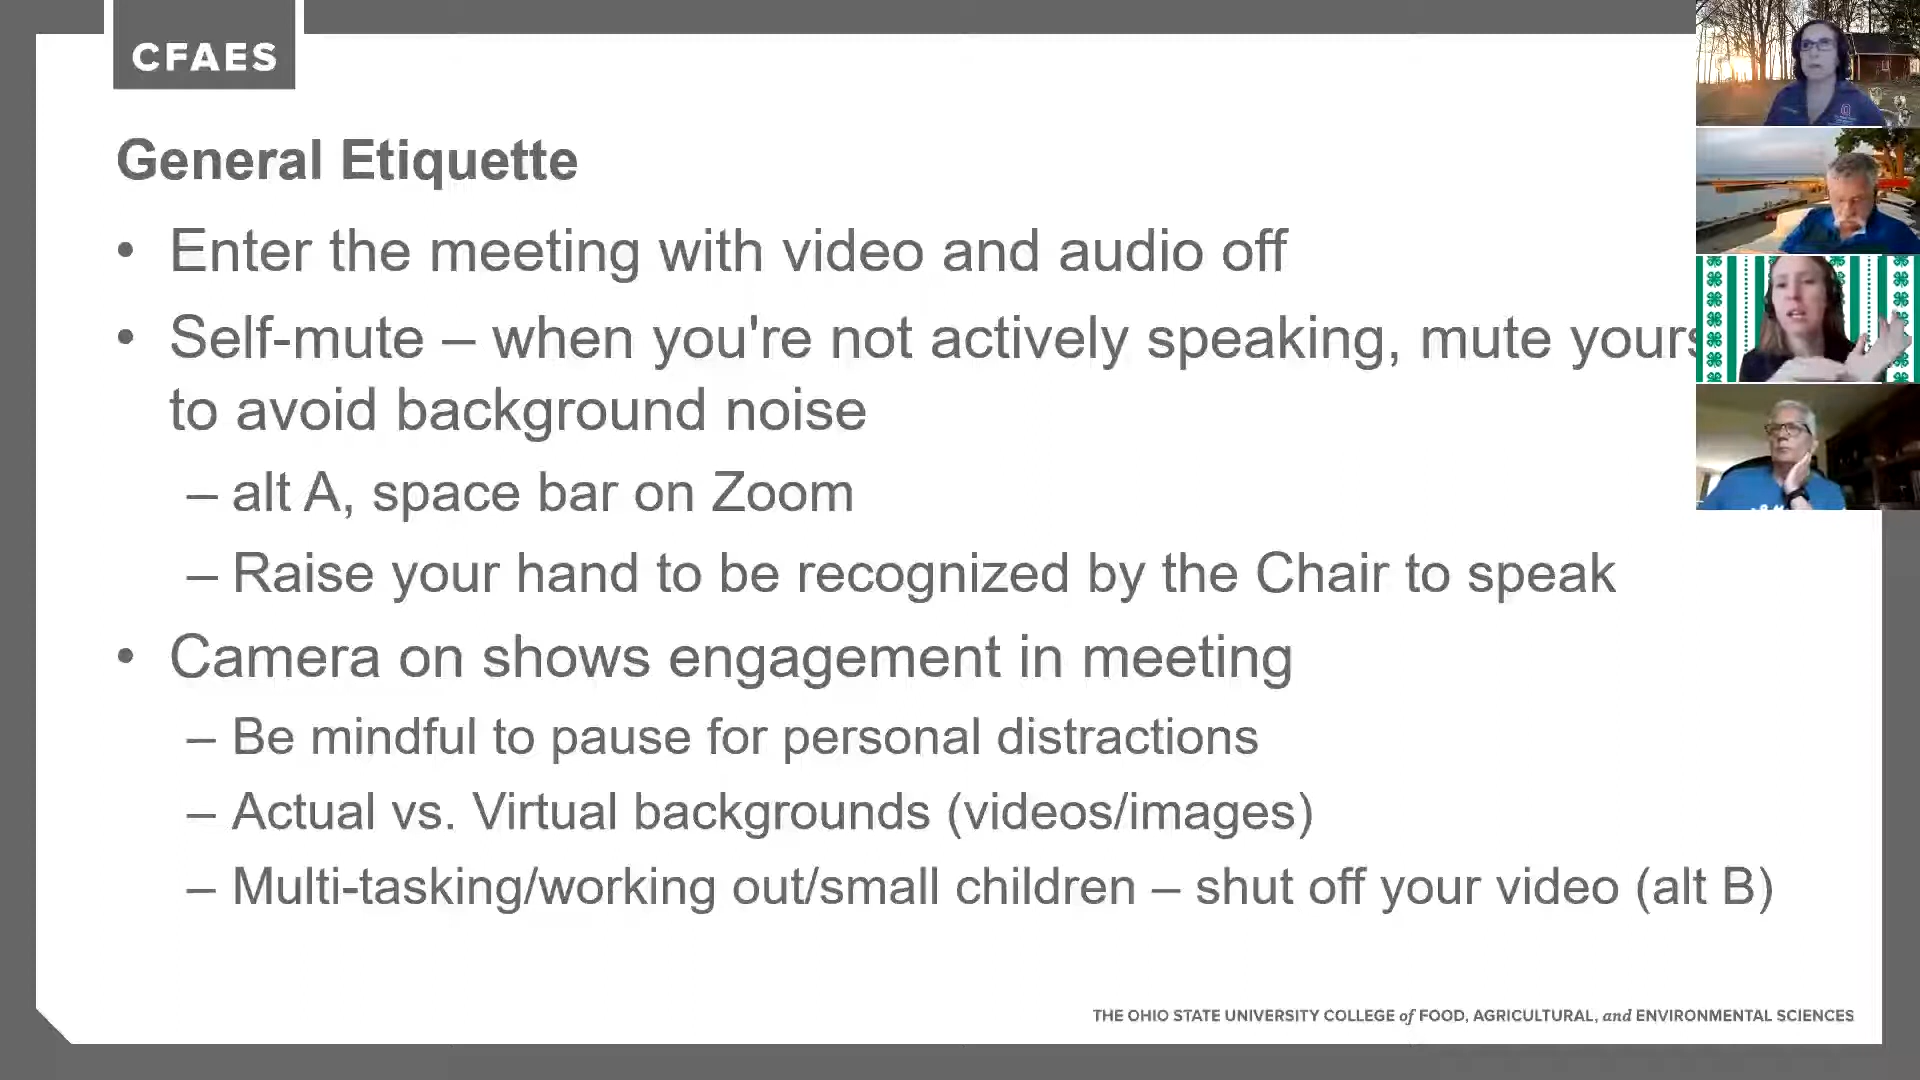 CFAES
General Etiquette
• Enter the meeting with video and audio off
• Self-mute – when you're not actively speaking, mute yours
to avoid background noise
– alt A, space bar on Zoom
– Raise your hand to be recognized by the Chair to speak
• Camera on shows engagement in meeting
– Be mindful to pause for personal distractions
– Actual vs. Virtual backgrounds (videos/images)
– Multi-tasking/working out/small children – shut off your video (alt B)
THE OHIO STATE UNIVERSITY COLLEGE of FOOD, AGRICULTURAL, and ENVIRONMENTAL SCIENCES